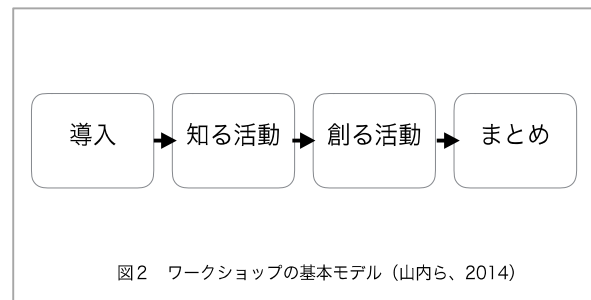 導入
知る活動
創る活動
まとめ
図2　ワークショップの基本モデル（山内ら、2014）